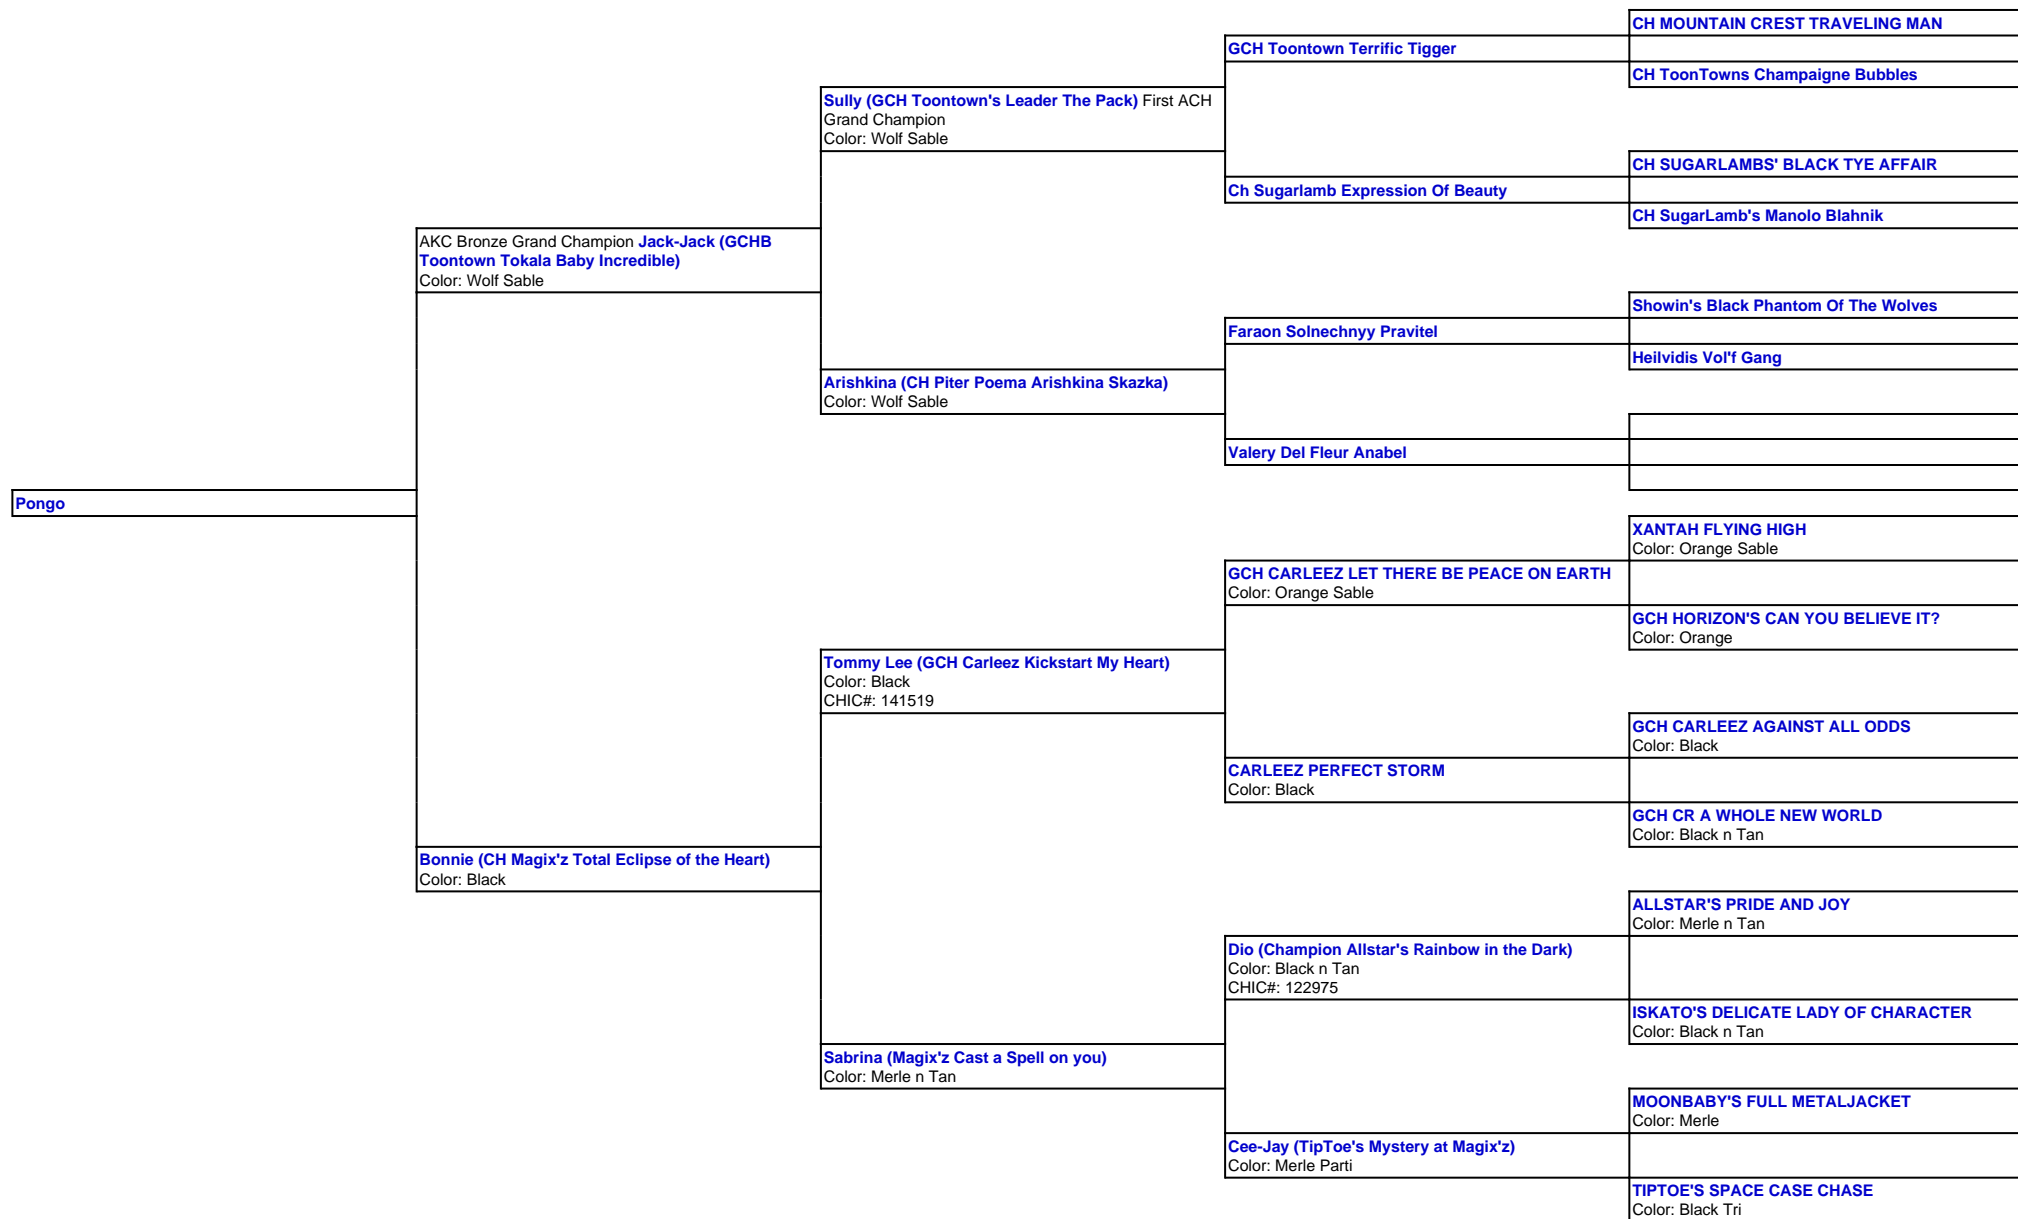 CH MOUNTAIN CREST TRAVELING MAN
GCH Toontown Terrific Tigger
CH ToonTowns Champaigne Bubbles
Sully (GCH Toontown's Leader The Pack) First ACH
Grand Champion
Color: Wolf Sable
CH SUGARLAMBS' BLACK TYE AFFAIR
Ch Sugarlamb Expression Of Beauty
CH SugarLamb's Manolo Blahnik
AKC Bronze Grand Champion Jack-Jack (GCHB
Toontown Tokala Baby Incredible)
Color: Wolf Sable
Showin's Black Phantom Of The Wolves
Faraon Solnechnyy Pravitel
Heilvidis Vol'f Gang
Arishkina (CH Piter Poema Arishkina Skazka)
Color: Wolf Sable
Valery Del Fleur Anabel
Pongo
XANTAH FLYING HIGH
Color: Orange Sable
GCH CARLEEZ LET THERE BE PEACE ON EARTH
Color: Orange Sable
GCH HORIZON'S CAN YOU BELIEVE IT?
Color: Orange
Tommy Lee (GCH Carleez Kickstart My Heart)
Color: Black
CHIC#: 141519
GCH CARLEEZ AGAINST ALL ODDS
Color: Black
CARLEEZ PERFECT STORM
Color: Black
GCH CR A WHOLE NEW WORLD
Color: Black n Tan
Bonnie (CH Magix'z Total Eclipse of the Heart)
Color: Black
ALLSTAR'S PRIDE AND JOY
Color: Merle n Tan
Dio (Champion Allstar's Rainbow in the Dark)
Color: Black n Tan
CHIC#: 122975
ISKATO'S DELICATE LADY OF CHARACTER
Color: Black n Tan
Sabrina (Magix'z Cast a Spell on you)
Color: Merle n Tan
MOONBABY'S FULL METALJACKET
Color: Merle
Cee-Jay (TipToe's Mystery at Magix'z)
Color: Merle Parti
TIPTOE'S SPACE CASE CHASE
Color: Black Tri